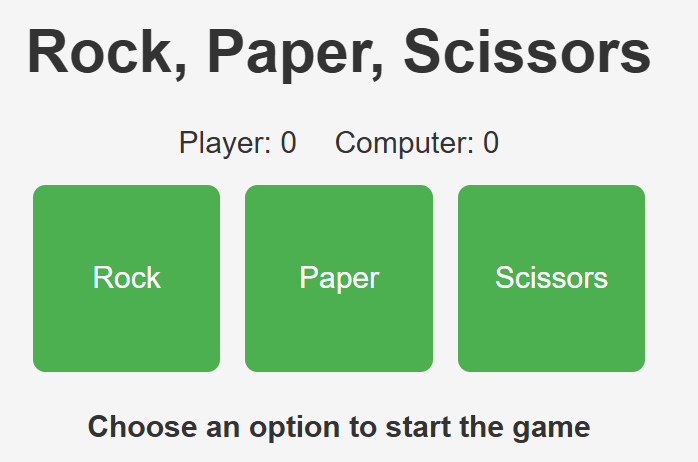 Rock, Paper, Scissors
Player: 0 Computer: 0
Rock Paper Scissors
Choose an option to start the game